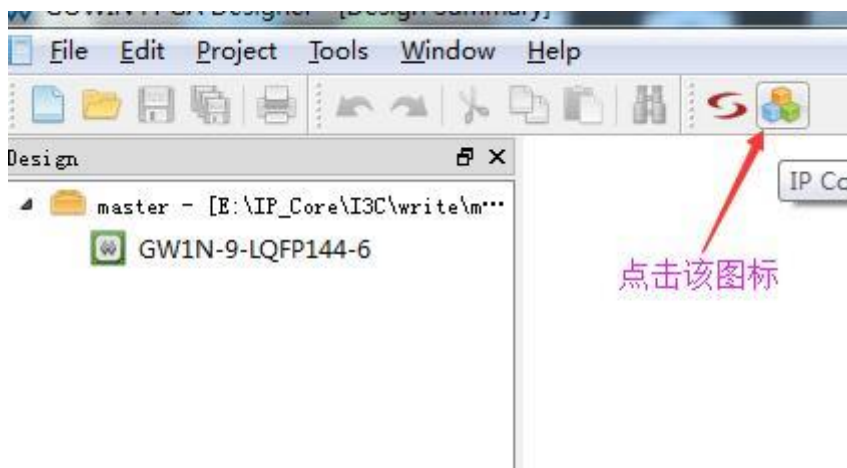 File Edit Project Tools Window Help
Design
master - [E:\IP_Core\I3C\write\m...
IP Co
GW1N-9-LQFP144-6
点击该图标